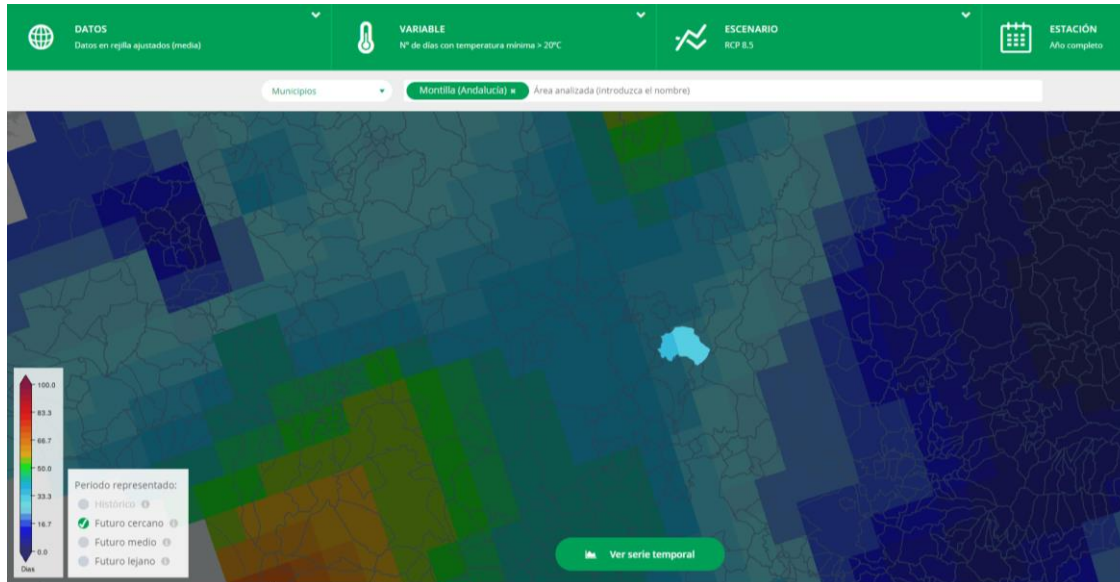 DATOS
Datos en rejilla ajustados (media)
VARIABLE
Nº de días con temperatura mínima > 20ºC
ESCENARIO
RCP 8.5
ESTACIÓN
Año completo
Municipios
Montilla (Andalucía) ×
Área analizada (introduzca el nombre)
100.0
83.3
66.7
50.0
33.3
16.7
0.0
Días
Periodo representado:
Histórico
Futuro cercano
Futuro medio
Futuro lejano
Ver serie temporal